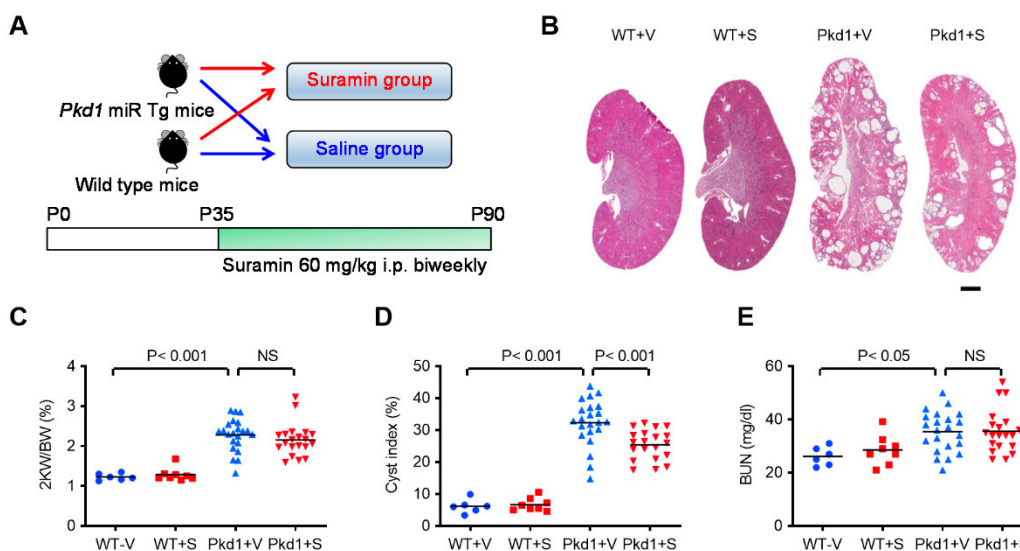 A
Pkd1 miR Tg mice
Wild type mice
Suramin group
Saline group
P0 P35 P90
Suramin 60 mg/kg i.p. biweekly
B
WT+V WT+S Pkd1+V Pkd1+S
C
P< 0.001 NS
2KW/BW (%)
4
3
2
1
0
WT-V WT+S Pkd1+V Pkd1+S
D
P< 0.001 P< 0.001
Cyst index (%)
50
40
30
20
10
0
WT+V WT+S Pkd1+V Pkd1+S
E
P< 0.05 NS
BUN (mg/dl)
60
40
20
0
WT-V WT+S Pkd1+V Pkd1+S